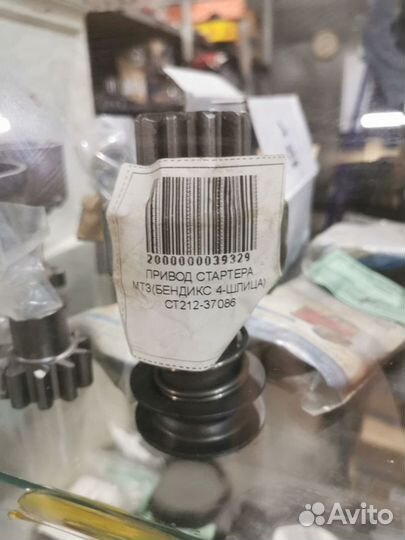 2000000039329
ПРИВОД СТАРТЕРА
МТЗ(БЕНДИКС 4-ШЛИЦА)
СТ212-37086
Avito